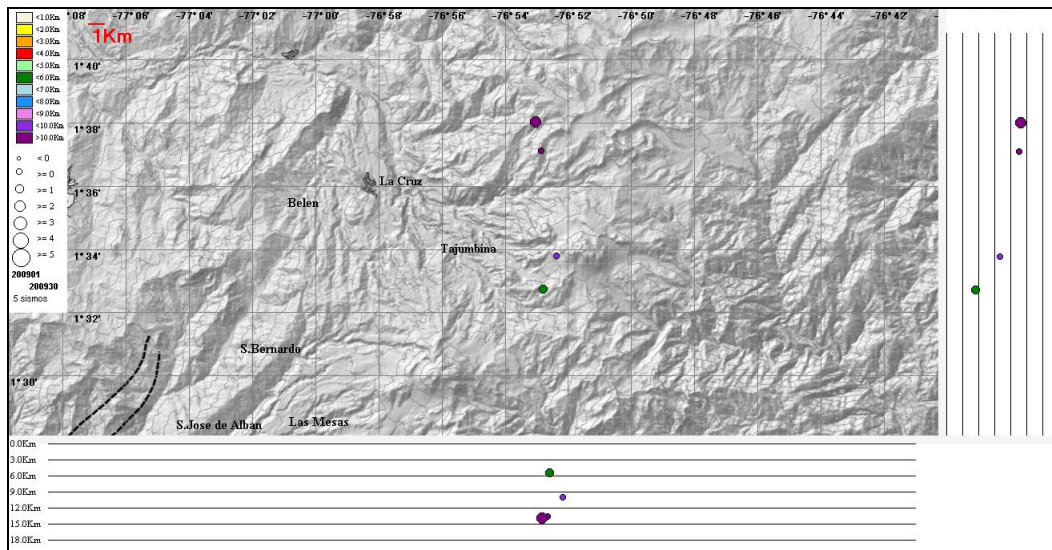 ° 08' -77° 06' -77° 04' -77° 02' -77° 00' -76° 58' -76° 56' -76° 54' -76° 52' -76° 50' -76° 48' -76° 46' -76° 44' -76° 42'
1Km
<1.0Km
<2.0Km
<3.0Km
<4.0Km
<5.0Km
<6.0Km
<7.0Km
<8.0Km
<9.0Km
<10.0Km
>10.0Km
< 0
>= 0
>= 1
>= 2
>= 3
>= 4
>= 5
200901
200930
5 sismos
1° 40'
1° 38'
1° 36'
1° 34'
1° 32'
1° 30'
La Cruz
Belen
Tajumbina
S.Bernardo
S.Jose de Alban
Las Mesas
0.0Km
3.0Km
6.0Km
9.0Km
12.0Km
15.0Km
18.0Km